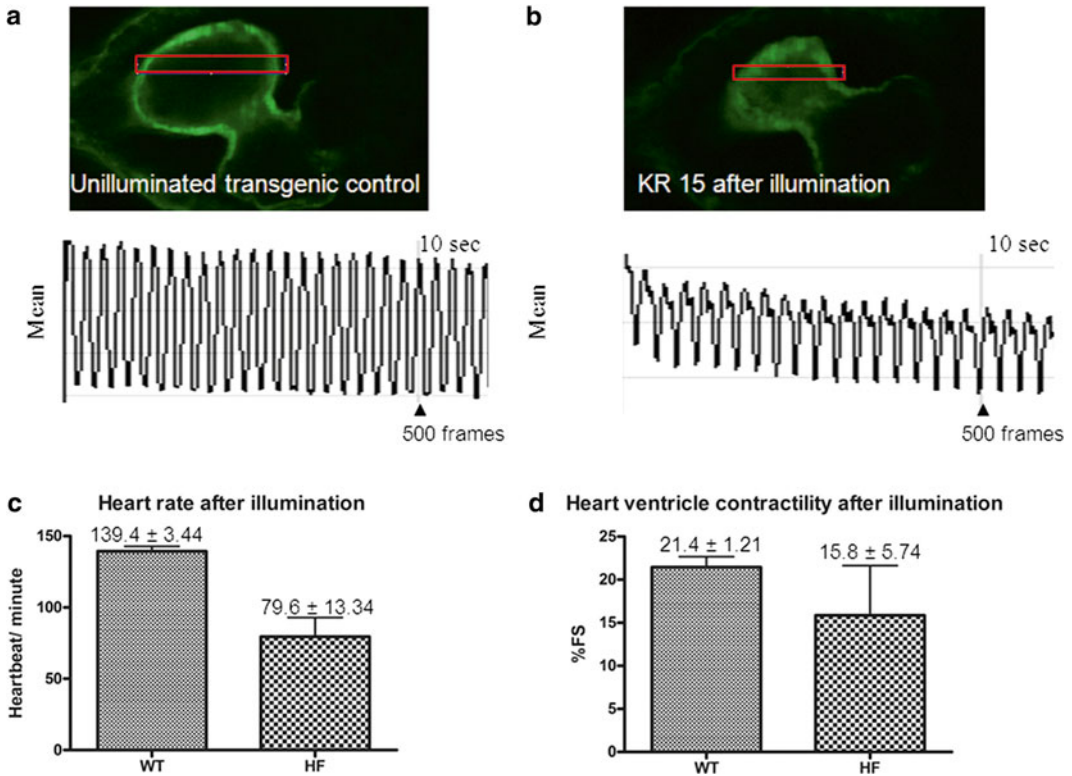 a
Unilluminated transgenic control
Mean
10 sec
500 frames
b
KR 15 after illumination
Mean
10 sec
500 frames
c
Heart rate after illumination
Heartbeat/ minute
150
100
50
0
139.4 ± 3.44
79.6 ± 13.34
WT
HF
d
Heart ventricle contractility after illumination
%FS
25
20
15
10
5
0
21.4 ± 1.21
15.8 ± 5.74
WT
HF